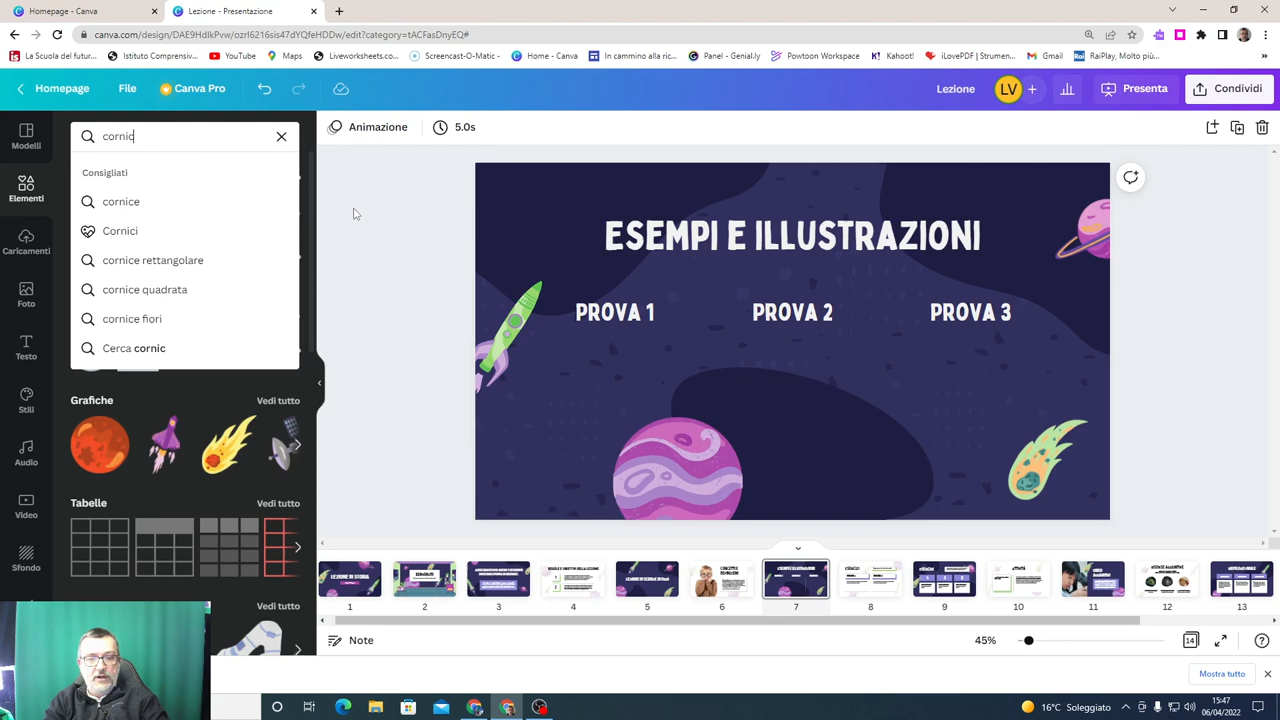 Homepage - Canva
Lezione - Presentazione
canva.com/design/DAE9HdIkPvw/ozrI6216sis47dYQfeHDDw/edit?category=tACFasDnyEQ#
La Scuola del futur...
Istituto Comprensiv...
YouTube
Maps
Liveworksheets.co...
Screencast-O-Matic -
Home - Canva
In cammino alla ric...
Panel - Genial.ly
Powtoon Workspace
Kahoot!
iLovePDF | Strumen...
Gmail
RaiPlay, Molto più...
Homepage
File
Canva Pro
Lezione
LV
Presenta
Condividi
Modelli
Elementi
Caricamenti
Foto
Testo
Stili
Audio
Video
Sfondo
cornic
Consigliati
cornice
Cornici
cornice rettangolare
cornice quadrata
cornice fiori
Cerca cornic
Grafiche
Vedi tutto
Tabelle
Vedi tutto
Vedi tutto
Animazione
5.0s
ESEMPI E ILLUSTRAZIONI
PROVA 1
PROVA 2
PROVA 3
1
2
3
4
5
6
7
8
9
10
11
12
13
Note
45%
14
Mostra tutto
16°C Soleggiato
15:47
06/04/2022